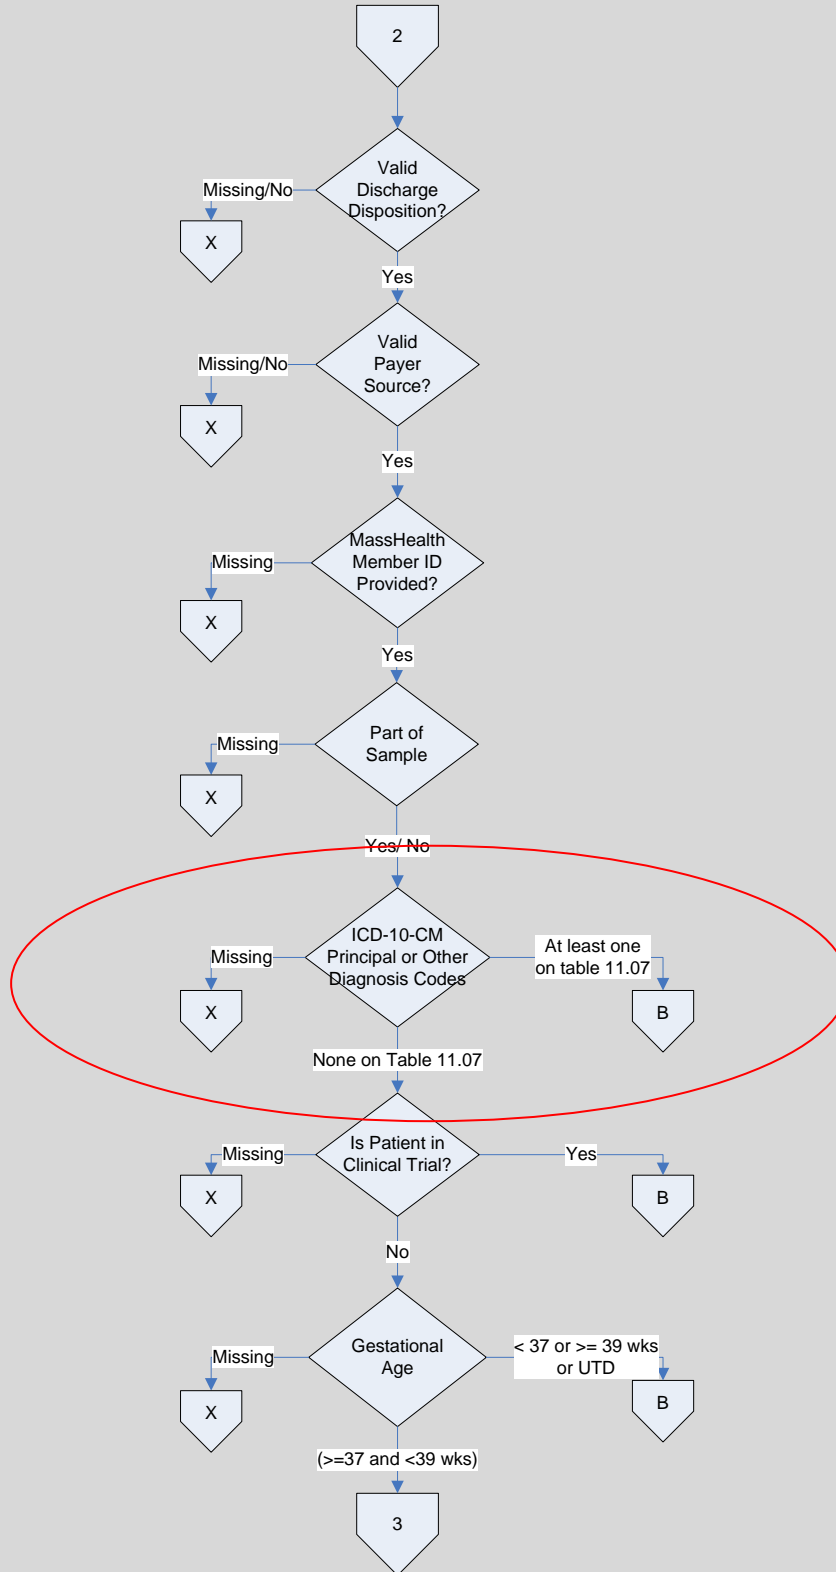 2
Valid
Discharge
Disposition?
Missing/No
X
Yes
Valid
Payer
Source?
Missing/No
X
Yes
MassHealth
Member ID
Provided?
Missing
X
Yes
Part of
Sample
Missing
X
Yes/ No
ICD-10-CM
Principal or Other
Diagnosis Codes
Missing
X
At least one
on table 11.07
B
None on Table 11.07
Is Patient in
Clinical Trial?
Missing
X
Yes
B
No
Gestational
Age
Missing
X
< 37 or >= 39 wks
or UTD
B
(>=37 and <39 wks)
3